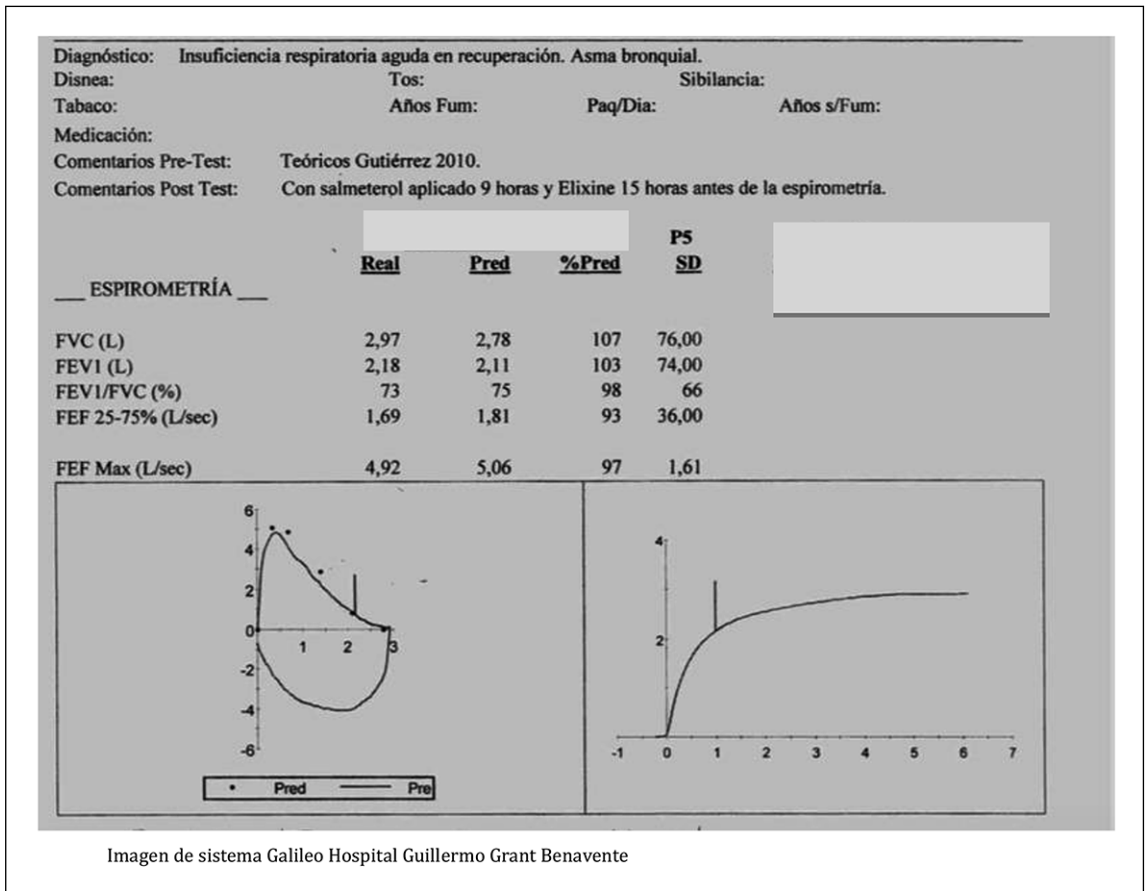 Diagnóstico: Insuficiencia respiratoria aguda en recuperación. Asma bronquial.
Disnea: Tos: Sibilancia:
Tabaco: Años Fum: Paq/Dia: Años s/Fum:
Medicación:
Comentarios Pre-Test: Teóricos Gutiérrez 2010.
Comentarios Post Test: Con salmeterol aplicado 9 horas y Elixine 15 horas antes de la espirometría.
P5
Real Pred %Pred SD
___ ESPIROMETRÍA ___
FVC (L) 2,97 2,78 107 76,00
FEV1 (L) 2,18 2,11 103 74,00
FEV1/FVC (%) 73 75 98 66
FEF 25-75% (L/sec) 1,69 1,81 93 36,00
FEF Max (L/sec) 4,92 5,06 97 1,61
6
4
2
0
1 2 3
-2
-4
-6
Pred Pre
4
2
-1 0 1 2 3 4 5 6 7
Imagen de sistema Galileo Hospital Guillermo Grant Benavente